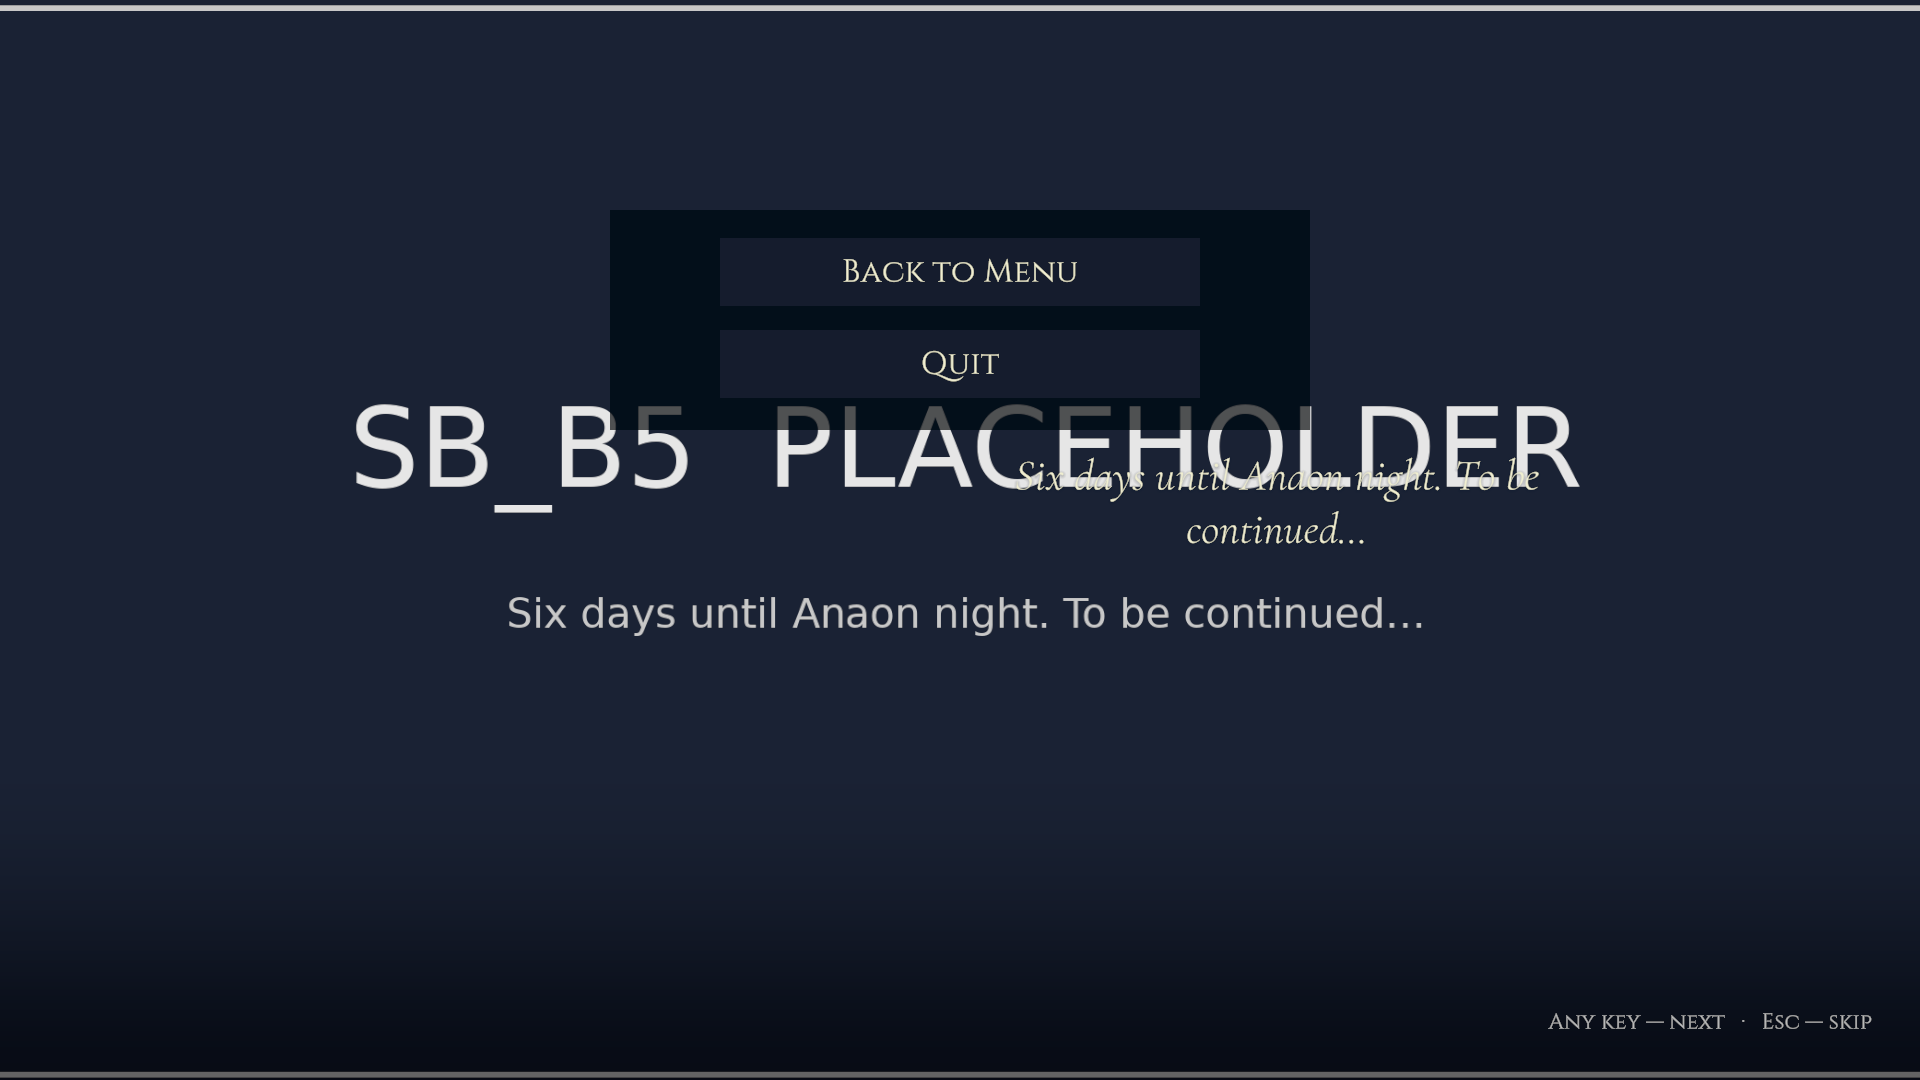 Back to Menu
Quit
SB_B5 PLACEHOLDER
Six days until Anaon night. To be
continued...
Six days until Anaon night. To be continued...
Any key — next · Esc — skip